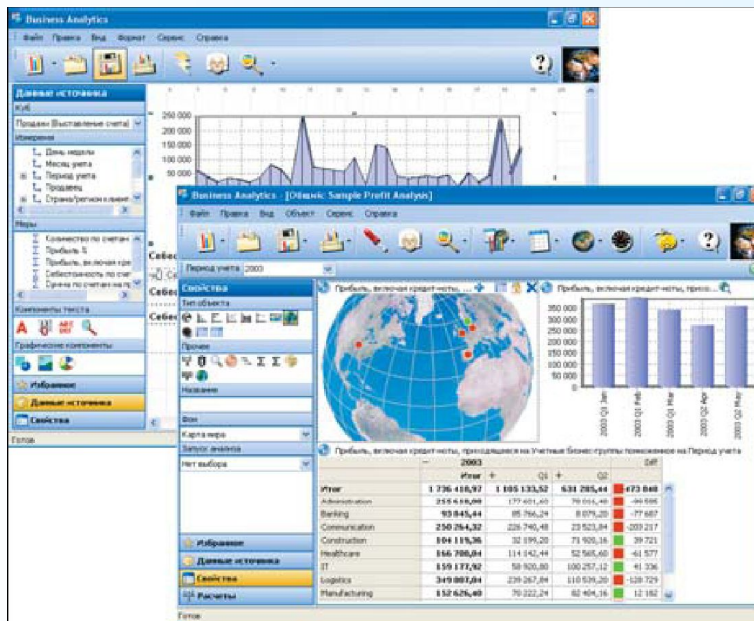 Business Analytics
Файл Правка Вид Формат Сервис Справка
Данные источника
Куб
Продажи (Выставление счета)
Измерения
День недели
Месяц учета
Период учета
Продавец
Страна/регион клиент
Меры
Количество по счетам
Прибыль %
Прибыль, включая кре
Себестоимость по сче
Сумма по счетам на пр
Компоненты текста
Графические компоненты
Избранное
Данные источника
Свойства
Готов
250 000
200 000
150 000
100 000
50 000
Себес
Себес
Себес
Business Analytics - [Общий: Sample Profit Analysis]
Файл Правка Вид Объект Сервис Справка
Период учета 2003
Свойства
Тип объекта
Прочее
Название
Фон
Карта мира
Запуск анализа
Нет выбора
Избранное
Данные источника
Свойства
Расчеты
Готов
Прибыль, включая кредит-ноты, ...
Прибыль, включая кредит-ноты, прихо...
350 000
300 000
250 000
200 000
150 000
100 000
50 000
0
2003 Q1 Jan
2003 Q1 Feb
2003 Q1 Mar
2003 Q2 Apr
2003 Q2 May
Прибыль, включая кредит-ноты, приходящаяся на Учетные бизнес-группы помноженное на Период учета
2003 Diff
Итог + Q1 + Q2
Итог 1 736 418,97 1 105 133,52 631 285,44 -473 848
Administration 255 618,00 177 601,60 78 016,40 -99 585
Banking 93 845,44 85 766,24 8 079,20 -77 687
Communication 250 264,32 226 740,48 23 523,84 -203 217
Construction 104 119,36 32 199,20 71 920,16 39 721
Healthcare 166 708,04 114 142,44 52 565,60 -61 577
IT 159 177,92 58 920,80 100 257,12 41 336
Logistics 349 807,04 239 267,84 110 539,20 -128 729
Manufacturing 152 626,40 70 222,24 82 404,16 12 182